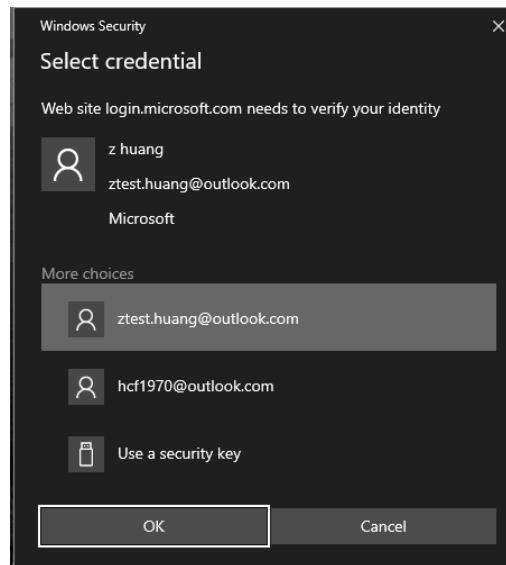 Windows Security
Select credential
Web site login.microsoft.com needs to verify your identity
z huang
ztest.huang@outlook.com
Microsoft
More choices
ztest.huang@outlook.com
hcf1970@outlook.com
Use a security key
OK
Cancel